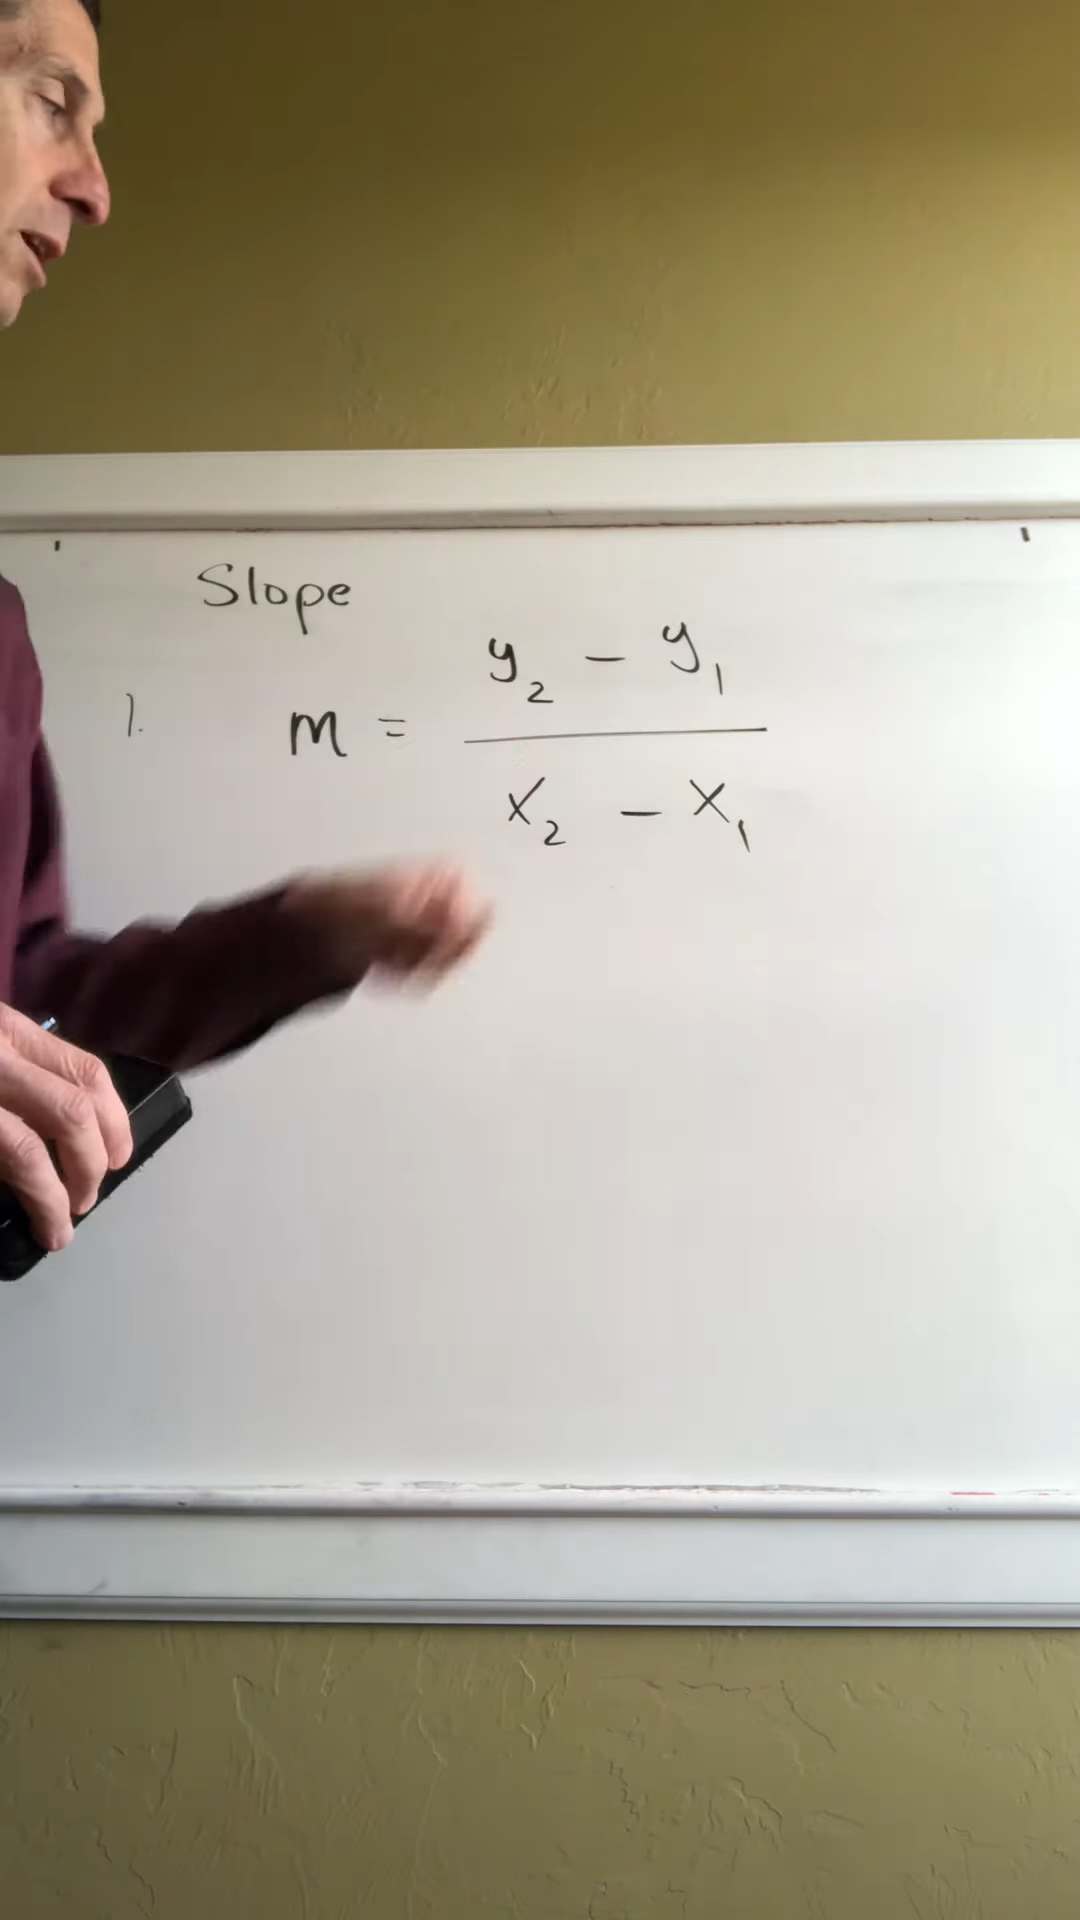 Slope
1. m = y₂ - y₁
x₂ - x₁